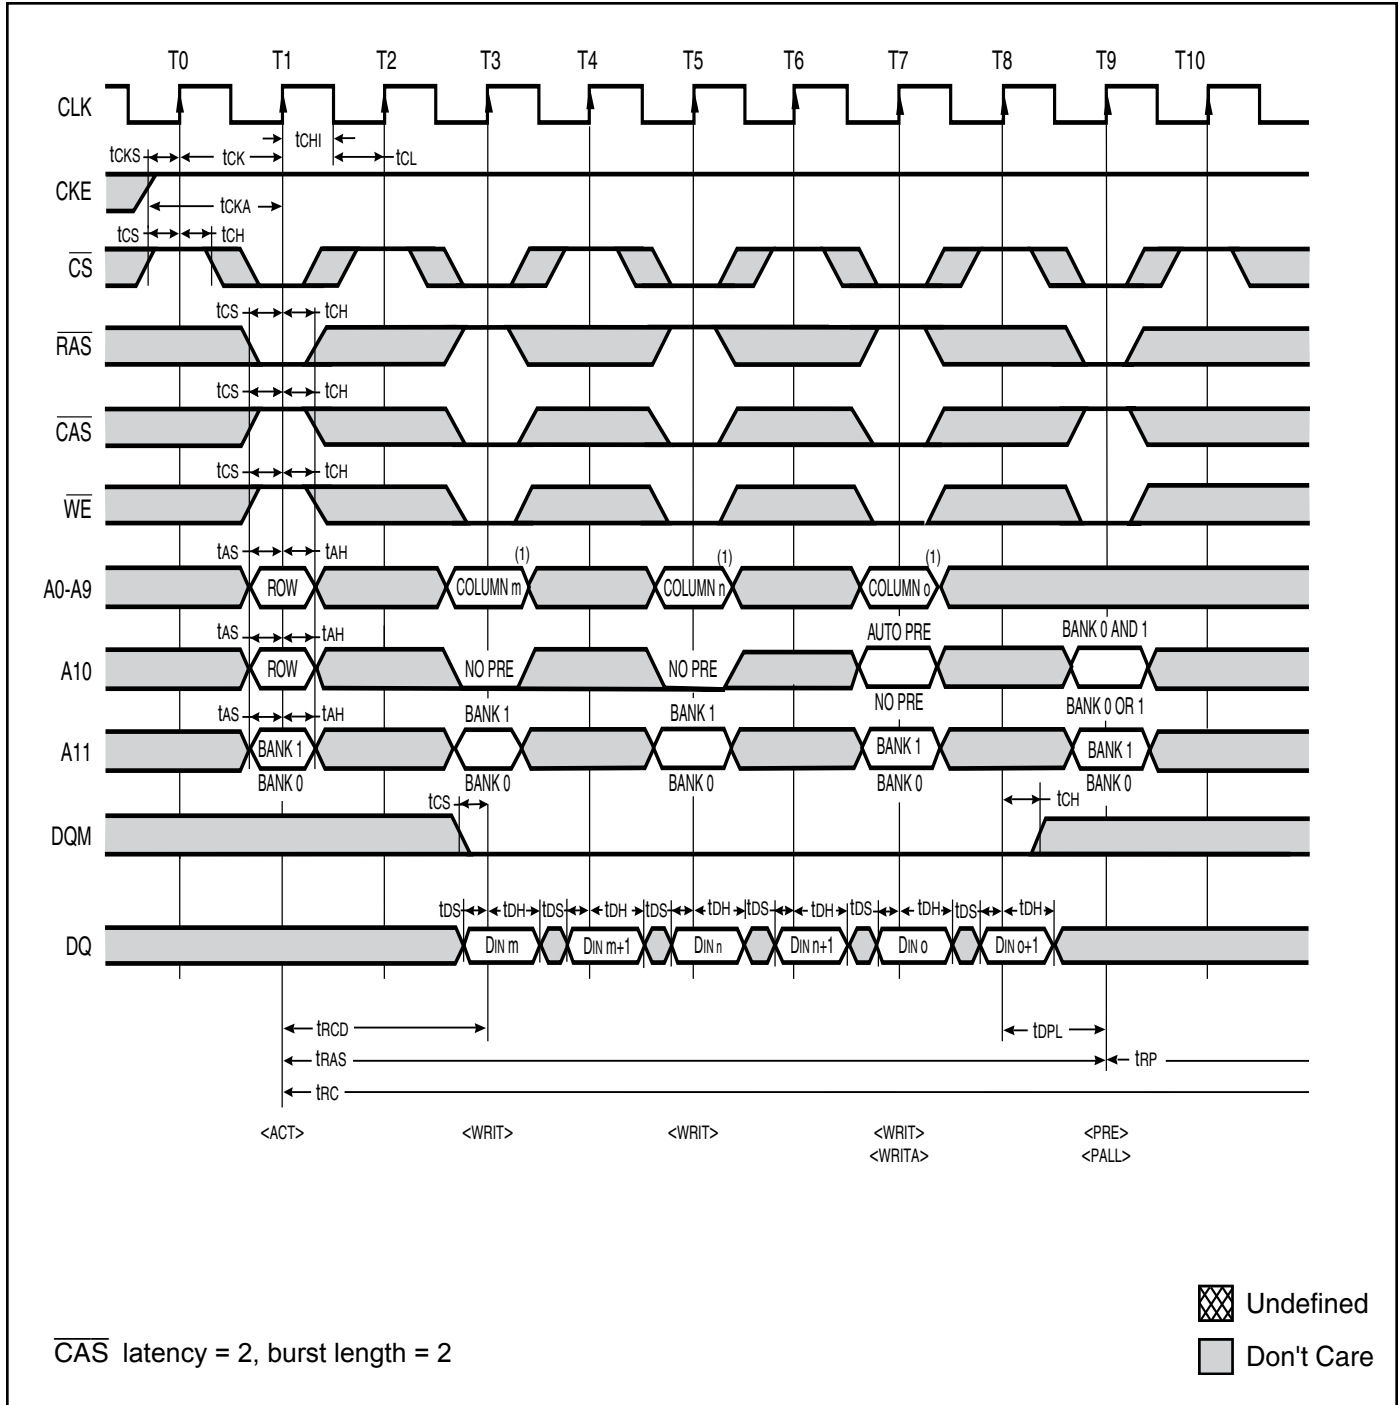 T0 T1 T2 T3 T4 T5 T6 T7 T8 T9 T10
CLK
tCHI
tCKS tCK tCL
CKE
tCKA
tCS tCH
CS
tCS tCH
RAS
tCS tCH
CAS
tCS tCH
WE
tAS tAH (1) (1) (1)
A0-A9 ROW COLUMN m COLUMN n COLUMN o
tAS tAH AUTO PRE BANK 0 AND 1
A10 ROW NO PRE NO PRE
NO PRE BANK 0 OR 1
tAS tAH BANK 1 BANK 1
A11 BANK 1 BANK 1 BANK 1
BANK 0 BANK 0 BANK 0 BANK 0 BANK 0
tCS tCH
DQM
tDS tDH tDS tDH tDS tDH tDS tDH tDS tDH tDS tDH
DQ DIN m DIN m+1 DIN n DIN n+1 DIN o DIN o+1
tRCD tDPL
tRAS tRP
tRC
<ACT> <WRIT> <WRIT> <WRIT> <PRE>
<WRITA> <PALL>
Undefined
CAS latency = 2, burst length = 2
Don't Care